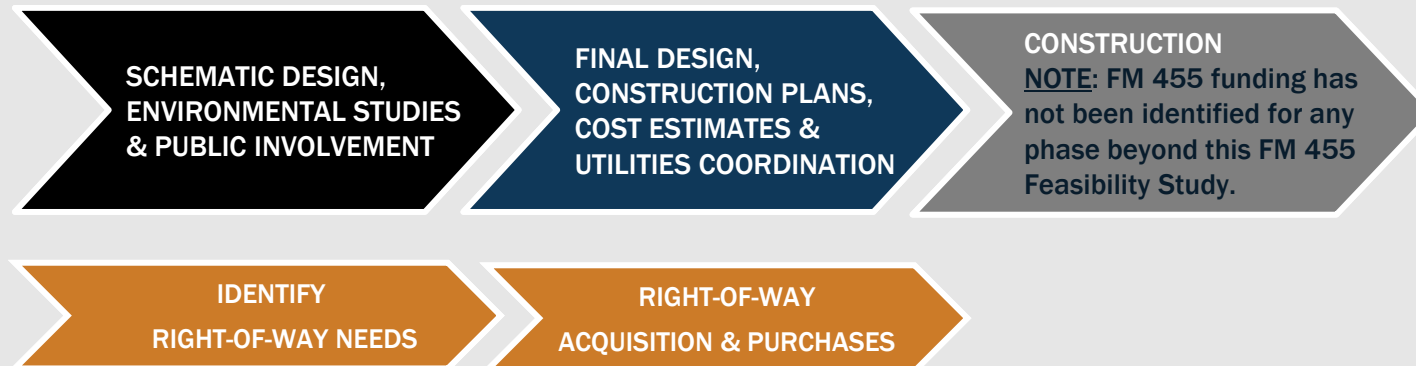 SCHEMATIC DESIGN,
ENVIRONMENTAL STUDIES
& PUBLIC INVOLVEMENT
FINAL DESIGN,
CONSTRUCTION PLANS,
COST ESTIMATES &
UTILITIES COORDINATION
CONSTRUCTION
NOTE: FM 455 funding has
not been identified for any
phase beyond this FM 455
Feasibility Study.
IDENTIFY
RIGHT-OF-WAY NEEDS
RIGHT-OF-WAY
ACQUISITION & PURCHASES